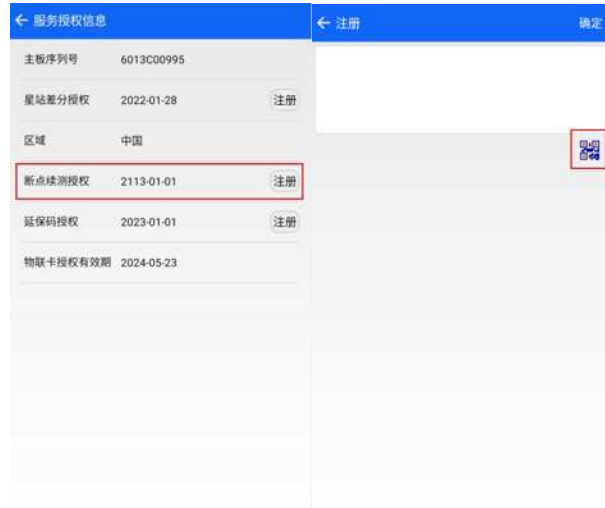 服务授权信息
主板序列号 6013C00995
星站差分授权 2022-01-28 注册
区域 中国
断点续测授权 2113-01-01 注册
延保码授权 2023-01-01 注册
物联卡授权有效期 2024-05-23
注册 确定